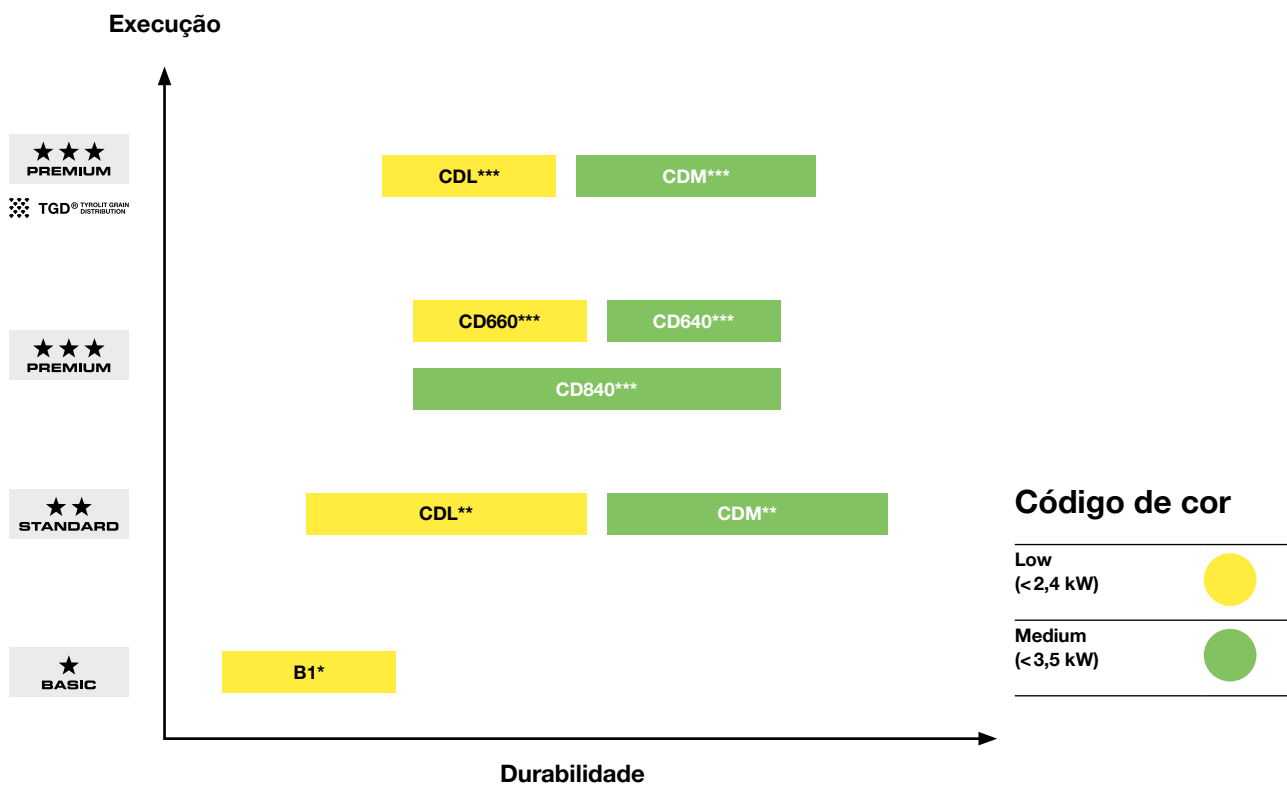 Execução
★★★
PREMIUM
TGD® TYROLIT GRAIN
DISTRIBUTION
CDL***
CDM***
★★★
PREMIUM
CD660***
CD640***
CD840***
★★
STANDARD
CDL**
CDM**
★
BASIC
B1*
Durabilidade
Código de cor
Low
(<2,4 kW)
Medium
(<3,5 kW)